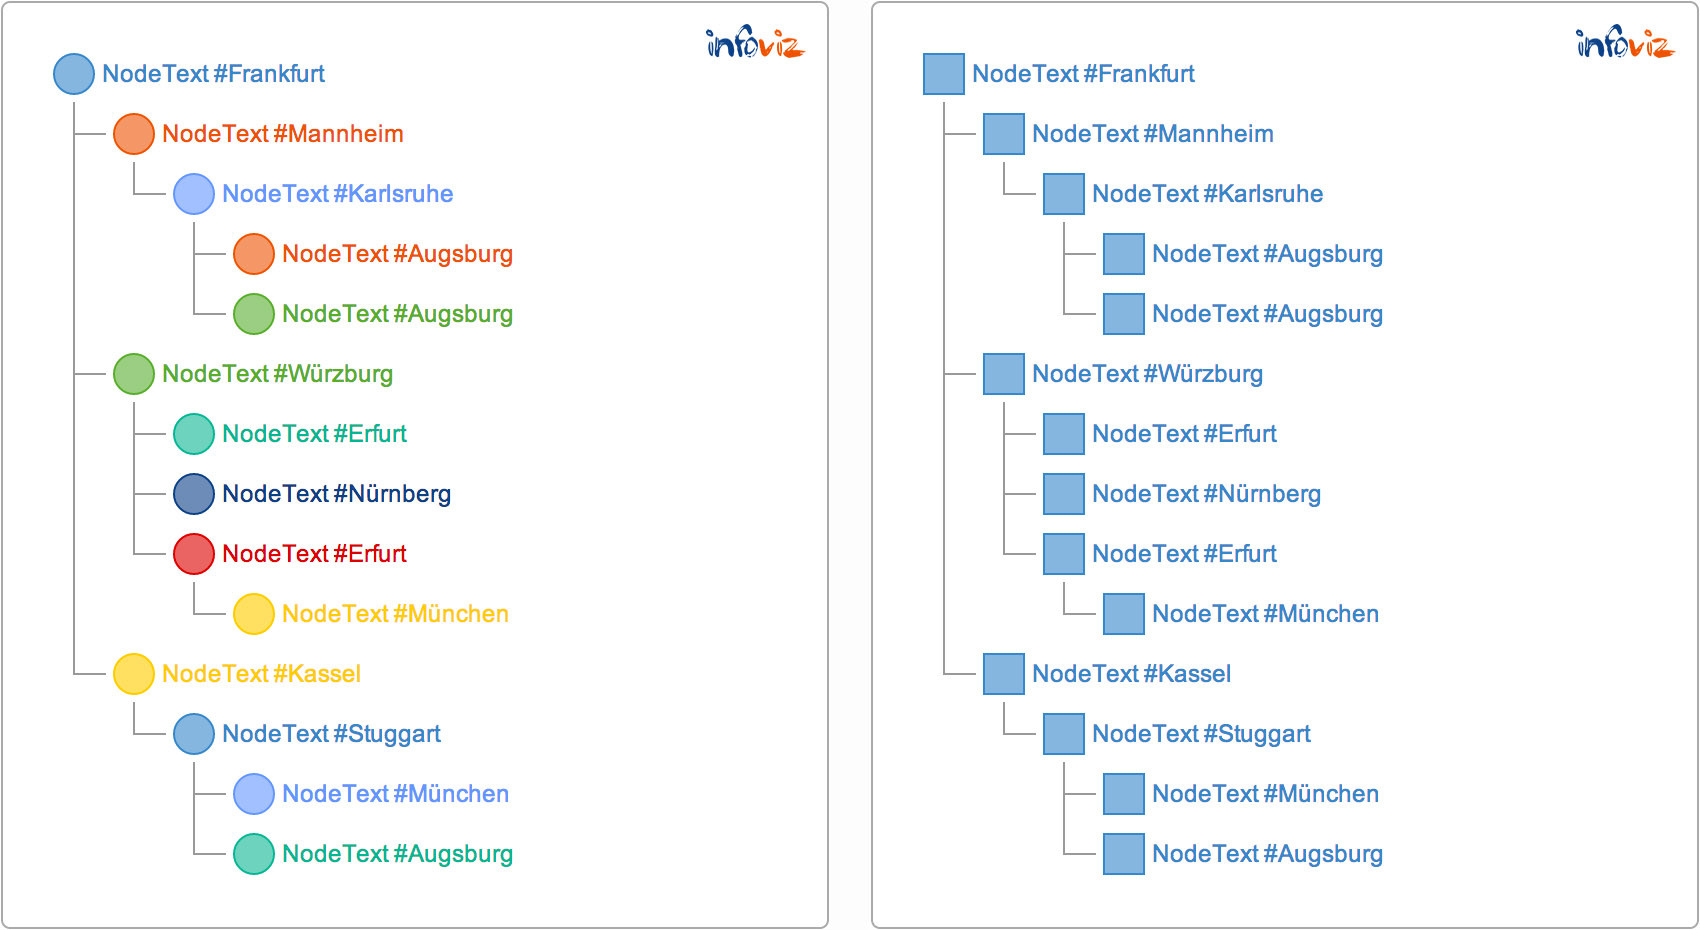 infoviz
NodeText #Frankfurt
NodeText #Mannheim
NodeText #Karlsruhe
NodeText #Augsburg
NodeText #Augsburg
NodeText #Würzburg
NodeText #Erfurt
NodeText #Nürnberg
NodeText #Erfurt
NodeText #München
NodeText #Kassel
NodeText #Stuggart
NodeText #München
NodeText #Augsburg
infoviz
NodeText #Frankfurt
NodeText #Mannheim
NodeText #Karlsruhe
NodeText #Augsburg
NodeText #Augsburg
NodeText #Würzburg
NodeText #Erfurt
NodeText #Nürnberg
NodeText #Erfurt
NodeText #München
NodeText #Kassel
NodeText #Stuggart
NodeText #München
NodeText #Augsburg